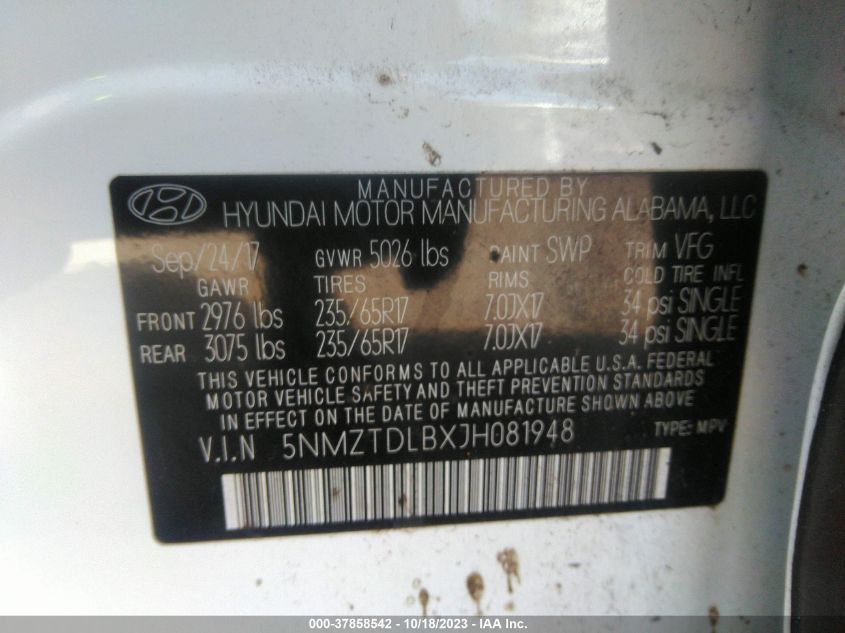 MANUFACTURED BY
HYUNDAI MOTOR MANUFACTURING ALABAMA, LLC
Sep/24/17 GVWR 5026 lbs PAINT SWP TRIM VFG
GAWR TIRES RIMS COLD TIRE INFL
FRONT 2976 lbs 235/65R17 7.0JX17 34 psi SINGLE
REAR 3075 lbs 235/65R17 7.0JX17 34 psi SINGLE
THIS VEHICLE CONFORMS TO ALL APPLICABLE U.S.A. FEDERAL
MOTOR VEHICLE SAFETY AND THEFT PREVENTION STANDARDS
IN EFFECT ON THE DATE OF MANUFACTURE SHOWN ABOVE
V.I.N 5NMZTDLBXJH081948 TYPE: MPV
000-37858542 - 10/18/2023 - IAA Inc.